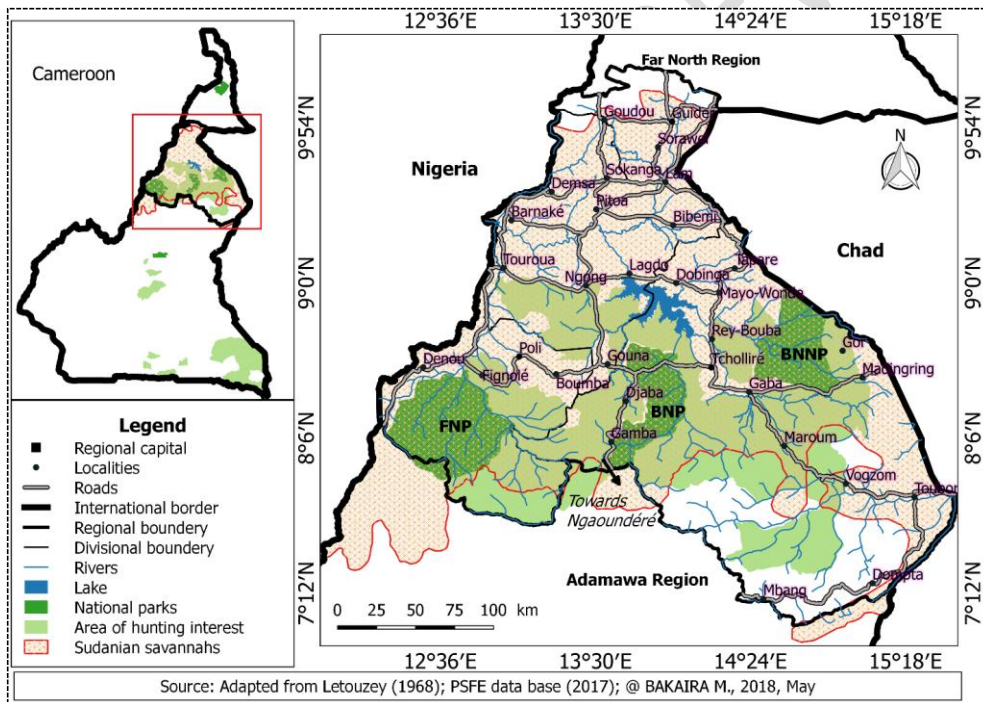 12°36′E 13°30′E 14°24′E 15°18′E
Cameroon
Far North Region
9°54′N
9°54′N
Goudou
Guider
Sorawel
N
Nigeria
Sokanga
Lam
Demsa
Pitoa
Barnaké
Bibemi
Chad
Touroua
Lagdo
Tapare
9°0′N
9°0′N
Ngong
Dobinga
Mayo-Wondo
Rey-Bouba
BNNP
Gor
Poli
Denou
Gouna
Tcholliré
Madingring
Fignolé
Boumba
Gaba
Djaba
FNP
BNP
8°6′N
8°6′N
Gamba
Maroum
Vogzom
Toubor
Towards
Ngaoundéré
Adamawa Region
Dompta
Mbang
7°12′N
7°12′N
0 25 50 75 100 km
12°36′E 13°30′E 14°24′E 15°18′E
Legend
Regional capital
Localities
Roads
International border
Regional boundary
Divisional boundary
Rivers
Lake
National parks
Area of hunting interest
Sudanian savannahs
Source: Adapted from Letouzey (1968); PSFE data base (2017); @ BAKAIRA M., 2018, May